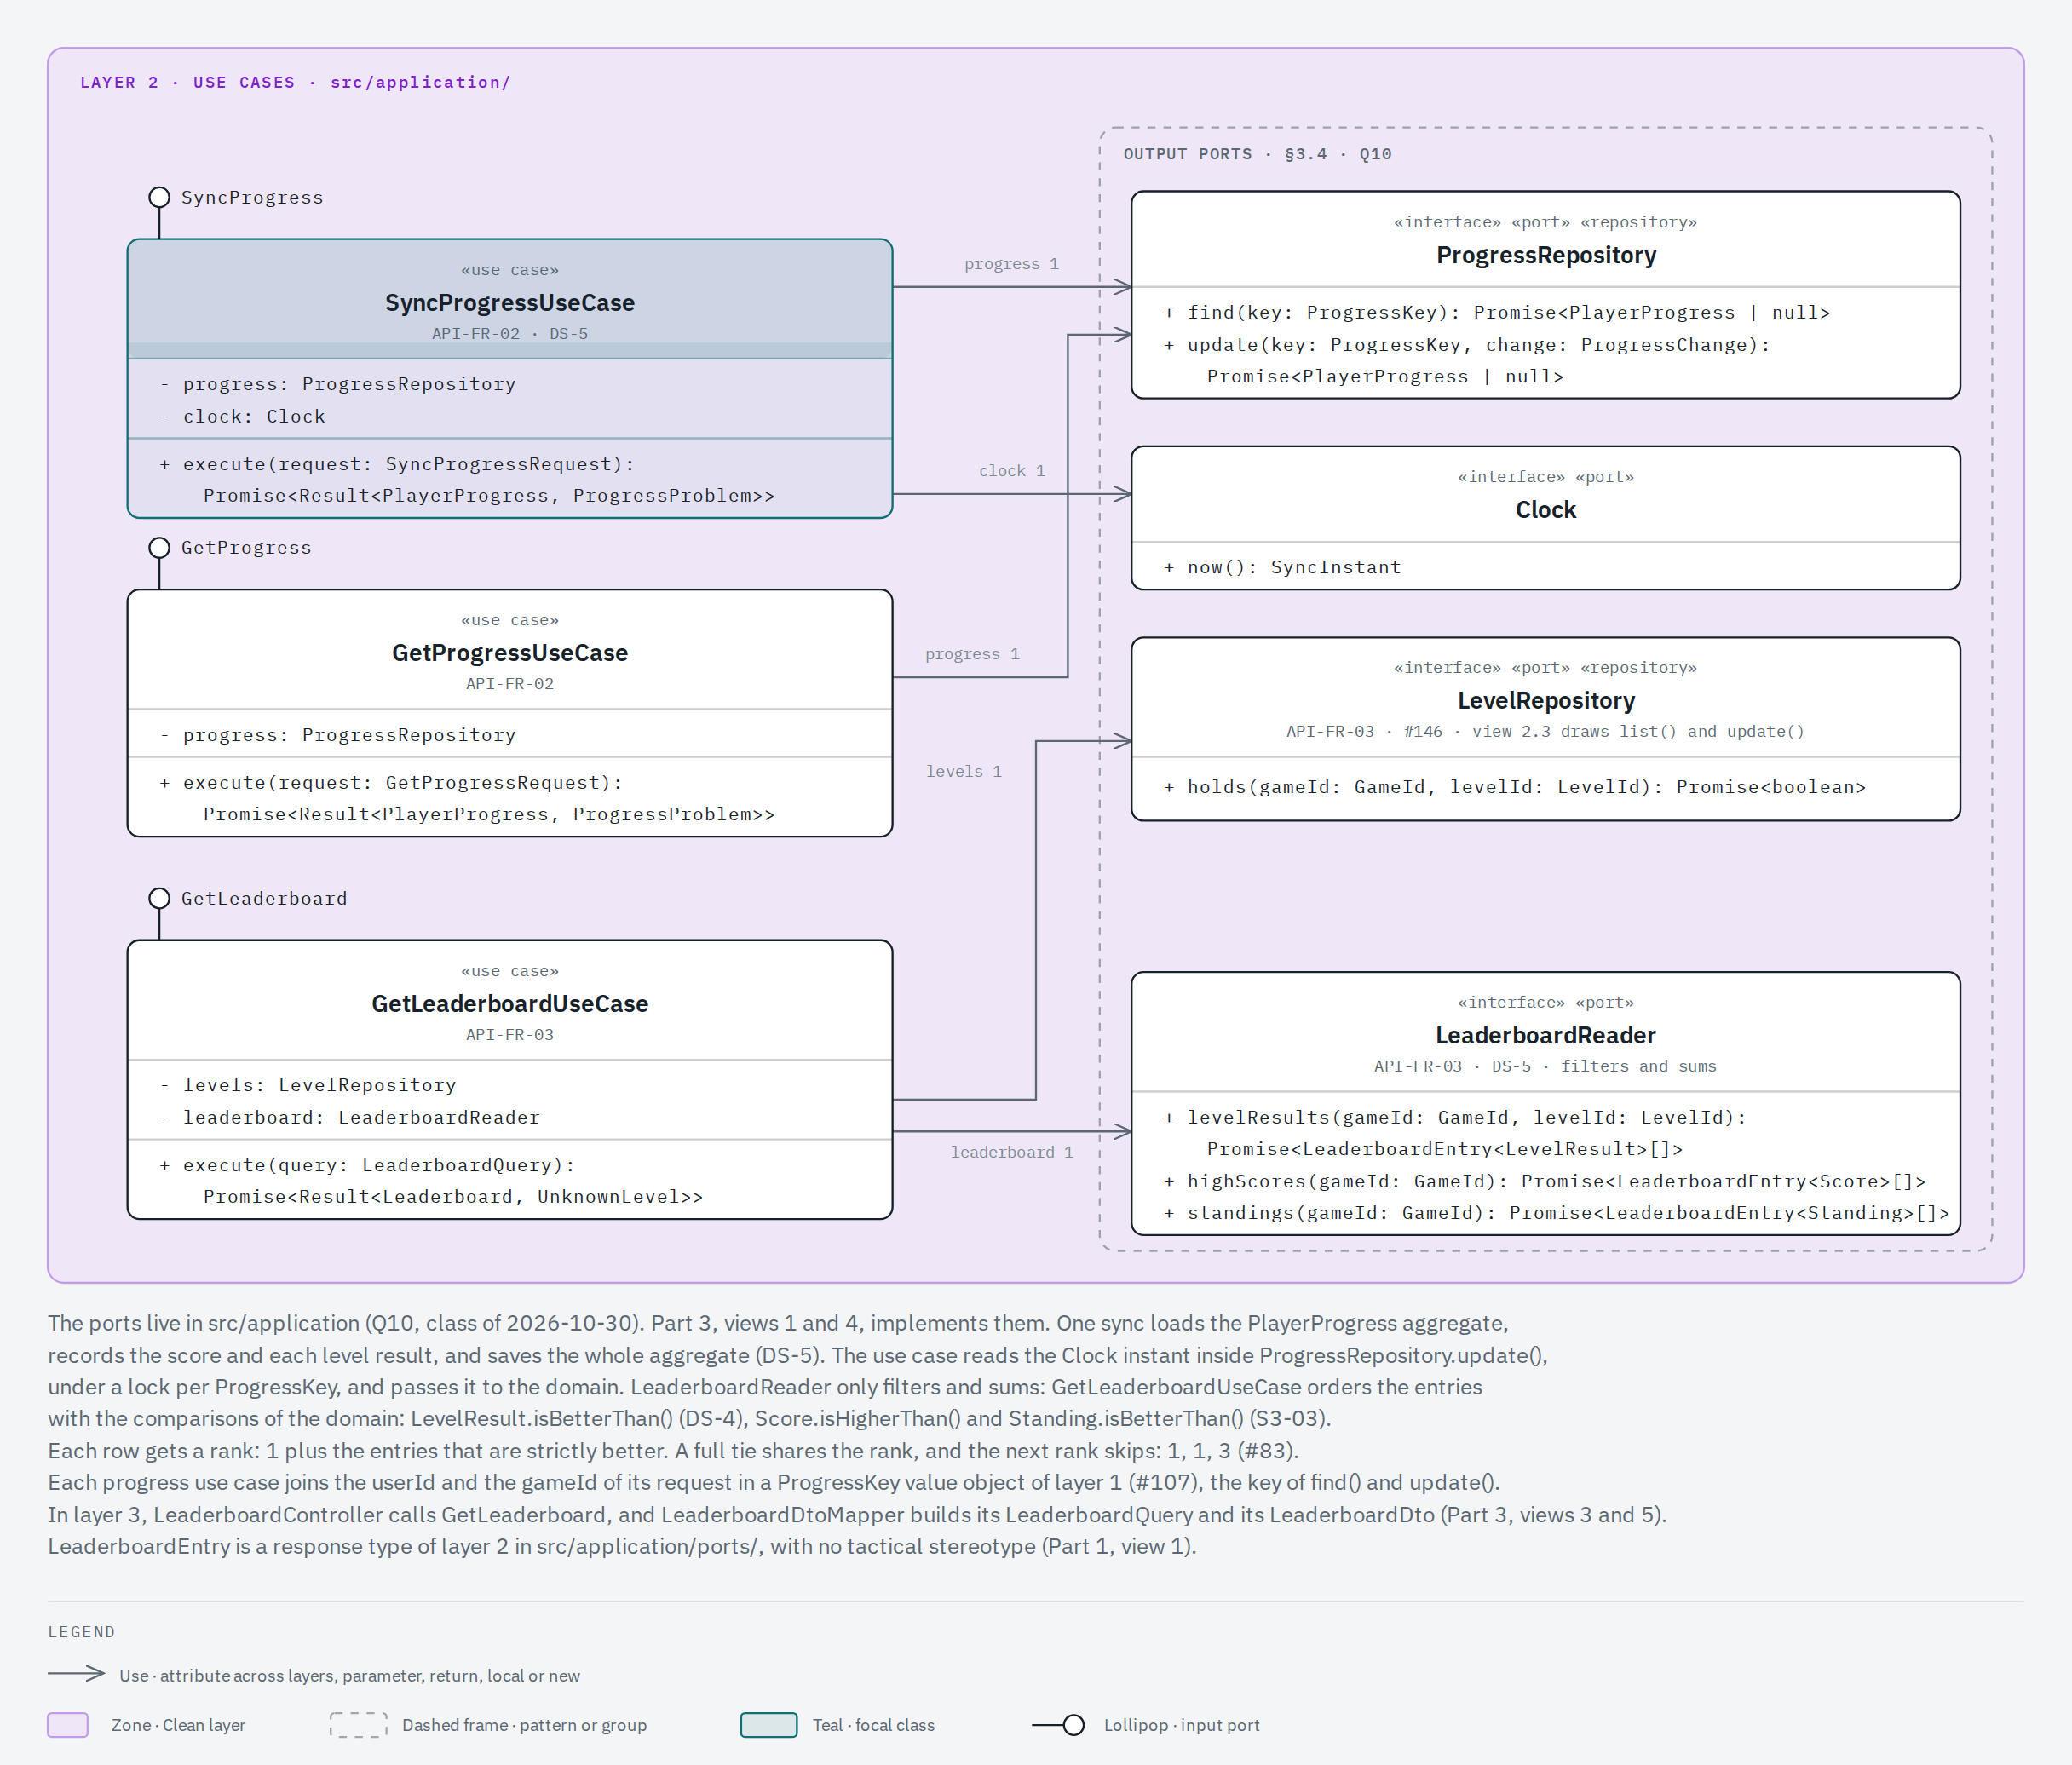 LAYER 2 · USE CASES · src/application/
OUTPUT PORTS · §3.4 · Q10
SyncProgress
«use case»
SyncProgressUseCase
API-FR-02 · DS-5
- progress: ProgressRepository
- clock: Clock
+ execute(request: SyncProgressRequest):
Promise<Result<PlayerProgress, ProgressProblem>>
GetProgress
«use case»
GetProgressUseCase
API-FR-02
- progress: ProgressRepository
+ execute(request: GetProgressRequest):
Promise<Result<PlayerProgress, ProgressProblem>>
GetLeaderboard
«use case»
GetLeaderboardUseCase
API-FR-03
- levels: LevelRepository
- leaderboard: LeaderboardReader
+ execute(query: LeaderboardQuery):
Promise<Result<Leaderboard, UnknownLevel>>
progress 1
clock 1
progress 1
levels 1
leaderboard 1
«interface» «port» «repository»
ProgressRepository
+ find(key: ProgressKey): Promise<PlayerProgress | null>
+ update(key: ProgressKey, change: ProgressChange):
Promise<PlayerProgress | null>
«interface» «port»
Clock
+ now(): SyncInstant
«interface» «port» «repository»
LevelRepository
API-FR-03 · #146 · view 2.3 draws list() and update()
+ holds(gameId: GameId, levelId: LevelId): Promise<boolean>
«interface» «port»
LeaderboardReader
API-FR-03 · DS-5 · filters and sums
+ levelResults(gameId: GameId, levelId: LevelId):
Promise<LeaderboardEntry<LevelResult>[]>
+ highScores(gameId: GameId): Promise<LeaderboardEntry<Score>[]>
+ standings(gameId: GameId): Promise<LeaderboardEntry<Standing>[]>
The ports live in src/application (Q10, class of 2026-10-30). Part 3, views 1 and 4, implements them. One sync loads the PlayerProgress aggregate,
records the score and each level result, and saves the whole aggregate (DS-5). The use case reads the Clock instant inside ProgressRepository.update(),
under a lock per ProgressKey, and passes it to the domain. LeaderboardReader only filters and sums: GetLeaderboardUseCase orders the entries
with the comparisons of the domain: LevelResult.isBetterThan() (DS-4), Score.isHigherThan() and Standing.isBetterThan() (S3-03).
Each row gets a rank: 1 plus the entries that are strictly better. A full tie shares the rank, and the next rank skips: 1, 1, 3 (#83).
Each progress use case joins the userId and the gameId of its request in a ProgressKey value object of layer 1 (#107), the key of find() and update().
In layer 3, LeaderboardController calls GetLeaderboard, and LeaderboardDtoMapper builds its LeaderboardQuery and its LeaderboardDto (Part 3, views 3 and 5).
LeaderboardEntry is a response type of layer 2 in src/application/ports/, with no tactical stereotype (Part 1, view 1).
LEGEND
Use · attribute across layers, parameter, return, local or new
Zone · Clean layer
Dashed frame · pattern or group
Teal · focal class
Lollipop · input port